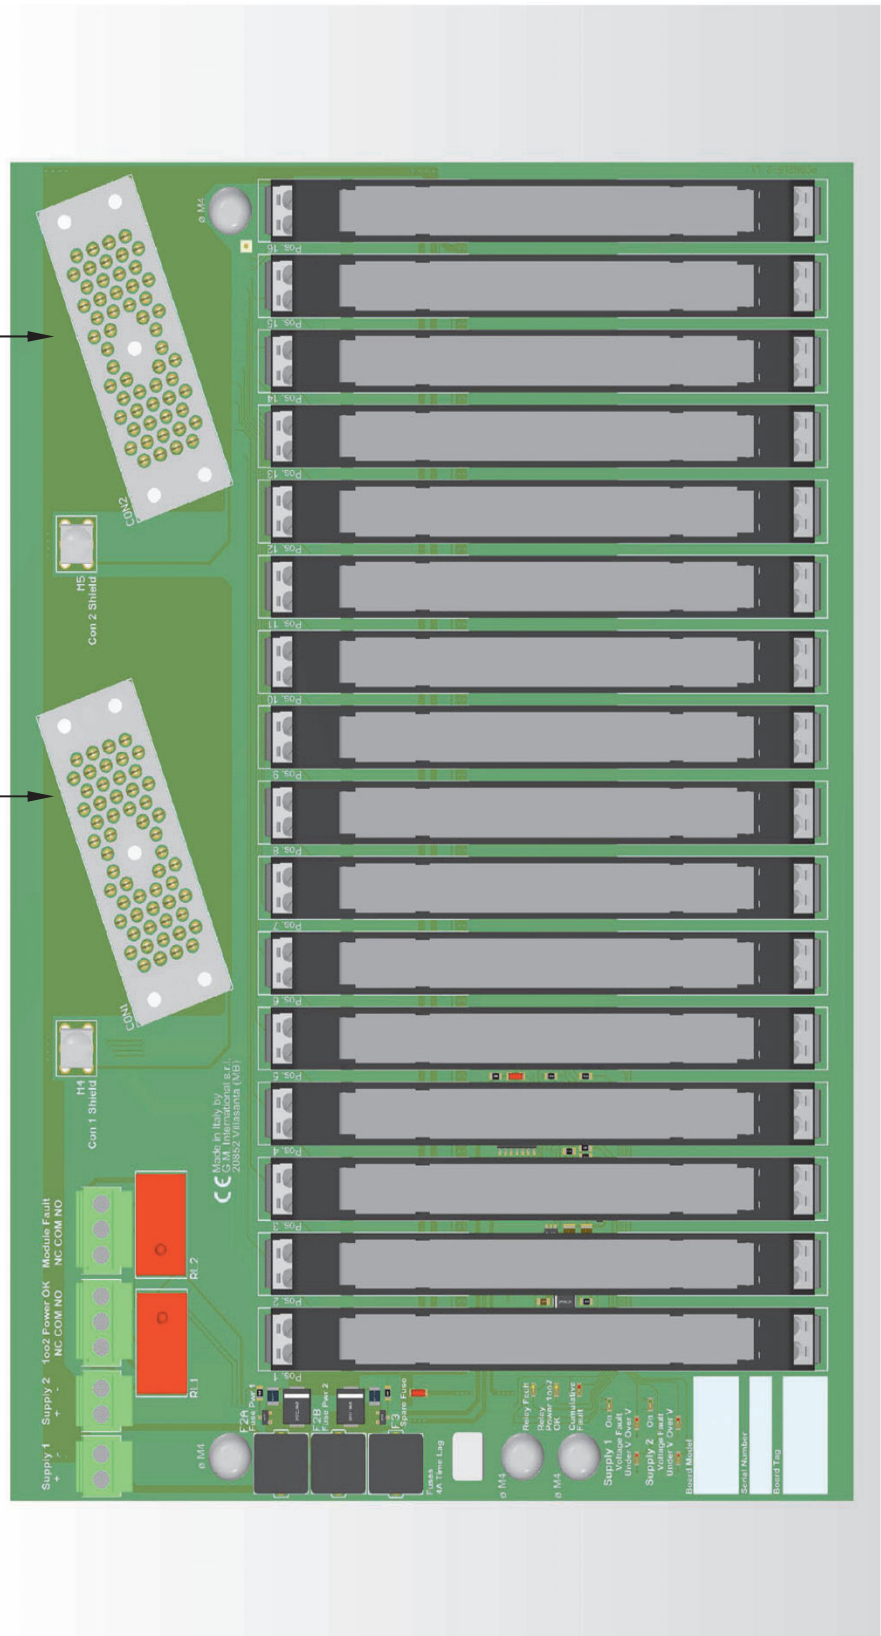 ø M4
Pos. 16
Pos. 15
Pos. 14
Pos. 13
Pos. 12
Pos. 11
Pos. 10
Pos. 9
Pos. 8
Pos. 7
Pos. 6
Pos. 5
Pos. 4
Pos. 3
Pos. 2
Pos. 1
CON2
M5
Con 2 Shield
CON1
M4
Con 1 Shield
CE
Made in Italy by
G.M. International s.r.l.
20852 Villasanta (MB)
Module Fault
NC COM NO
1oo2 Power OK
NC COM NO
Supply 2
+ -
Supply 1
+ -
RL2
RL1
ø M4
F2A
Fuse Pwr 1
F2B
Fuse Pwr 2
F3
Spare Fuse
Fuses
4A Time Lag
ø M4
ø M4
Relay
Power 1oo2
OK
Cumulative
Fault
Supply 1 On
Voltage Fault
Under V Over V
Supply 2 On
Voltage Fault
Under V Over V
Board Model
Serial Number
Board Tag